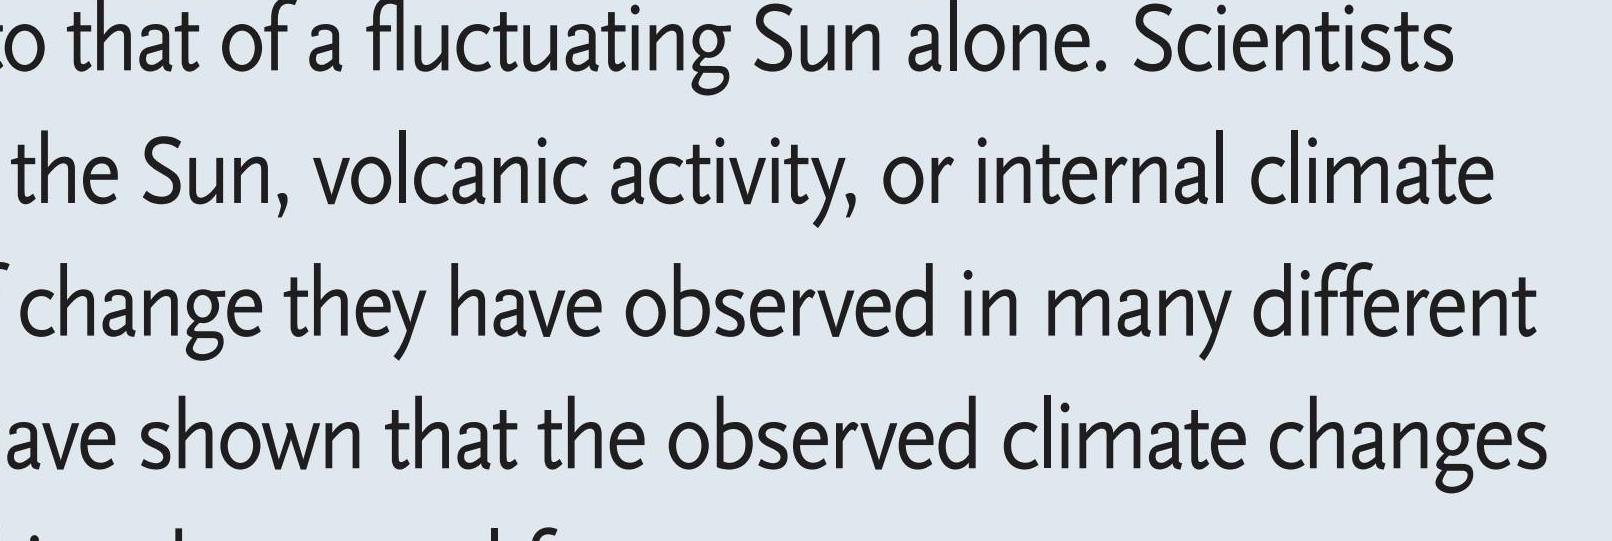 to that of a fluctuating Sun alone. Scientists
the Sun, volcanic activity, or internal climate
change they have observed in many different
ave shown that the observed climate changes